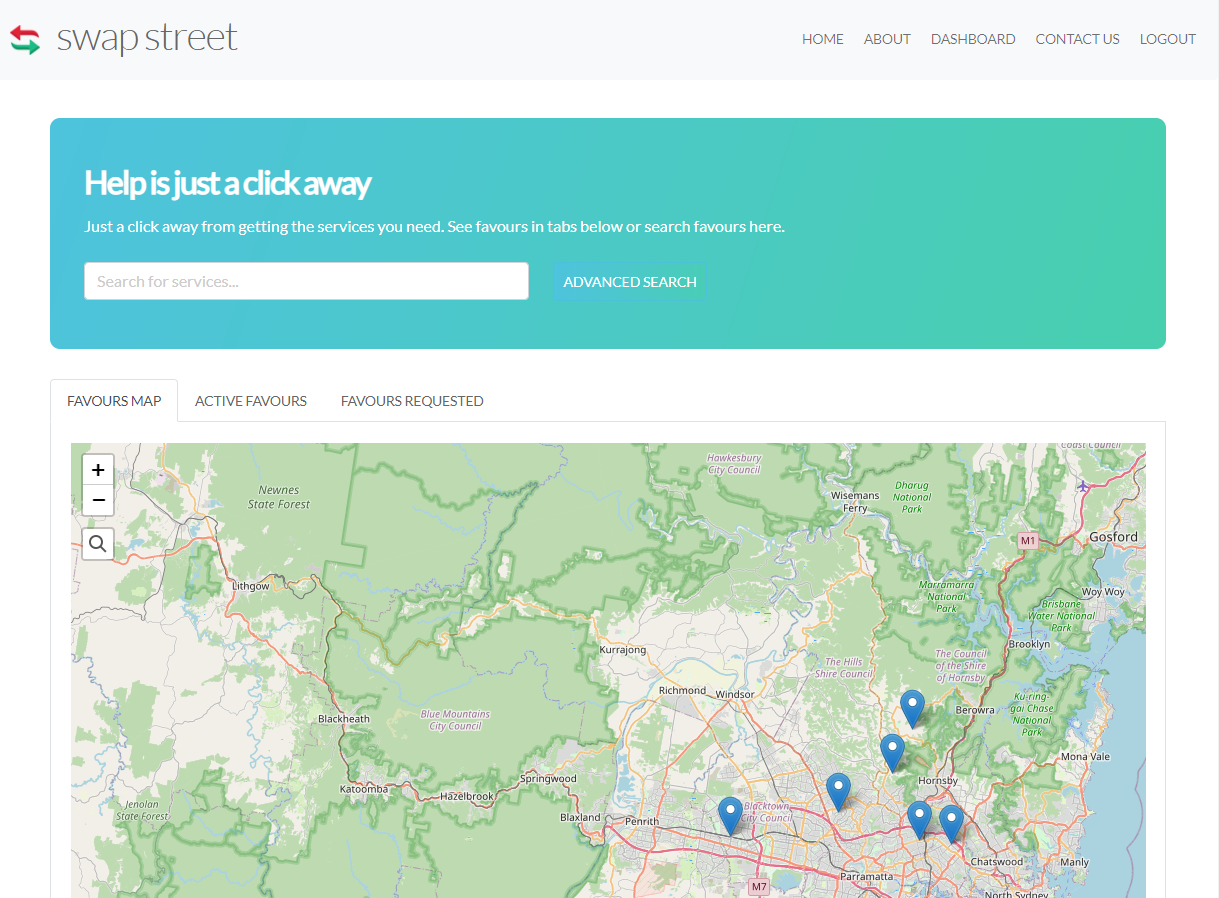 swap street
HOME ABOUT DASHBOARD CONTACT US LOGOUT
Help is just a click away
Just a click away from getting the services you need. See favours in tabs below or search favours here.
Search for services...
ADVANCED SEARCH
FAVOURS MAP ACTIVE FAVOURS FAVOURS REQUESTED
+
−
Coast Council
Hawkesbury
City Council
Newnes
State Forest
Wisemans
Ferry
Dharug
National
Park
M1
Gosford
Lithgow
Marramarra
National
Park
Woy Woy
Brisbane
Water National
Park
Kurrajong
Brooklyn
The Hills
Shire Council
The Council
of the Shire
of Hornsby
Richmond
Windsor
Ku-ring-
gai Chase
National
Park
Berowra
Blackheath
Blue Mountains
City Council
Mona Vale
Springwood
Hornsby
Katoomba
Hazelbrook
Jenolan
State Forest
Blaxland
Penrith
Blacktown
City Council
Chatswood
Manly
Parramatta
M7
North Sydney